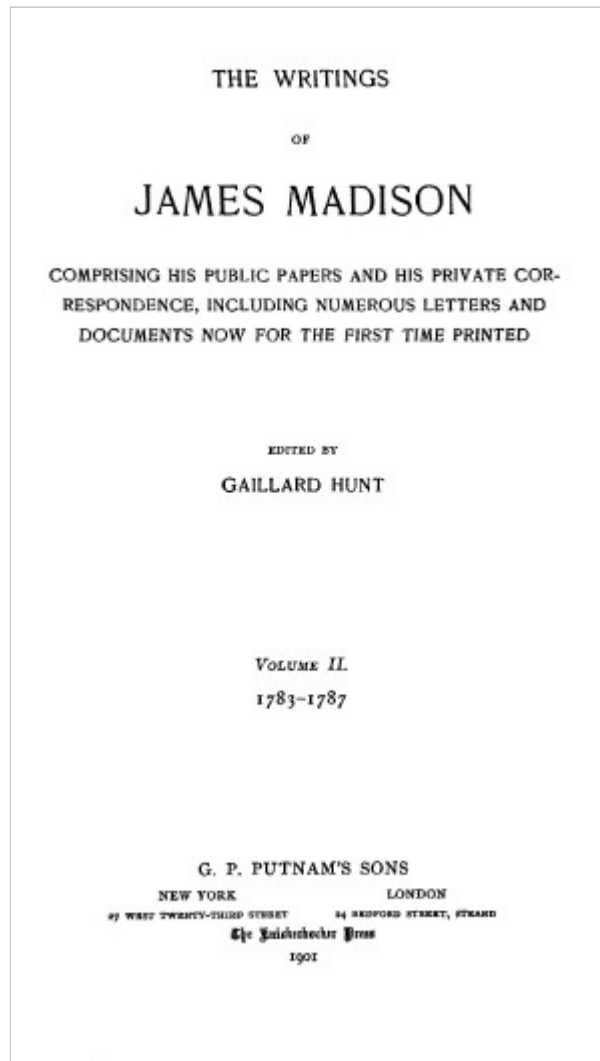 THE WRITINGS
OF
JAMES MADISON
COMPRISING HIS PUBLIC PAPERS AND HIS PRIVATE COR-
RESPONDENCE, INCLUDING NUMEROUS LETTERS AND
DOCUMENTS NOW FOR THE FIRST TIME PRINTED
EDITED BY
GAILLARD HUNT
VOLUME II.
1783–1787
G. P. PUTNAM'S SONS
NEW YORK LONDON
27 WEST TWENTY-THIRD STREET 24 BEDFORD STREET, STRAND
The Knickerbocker Press
1901